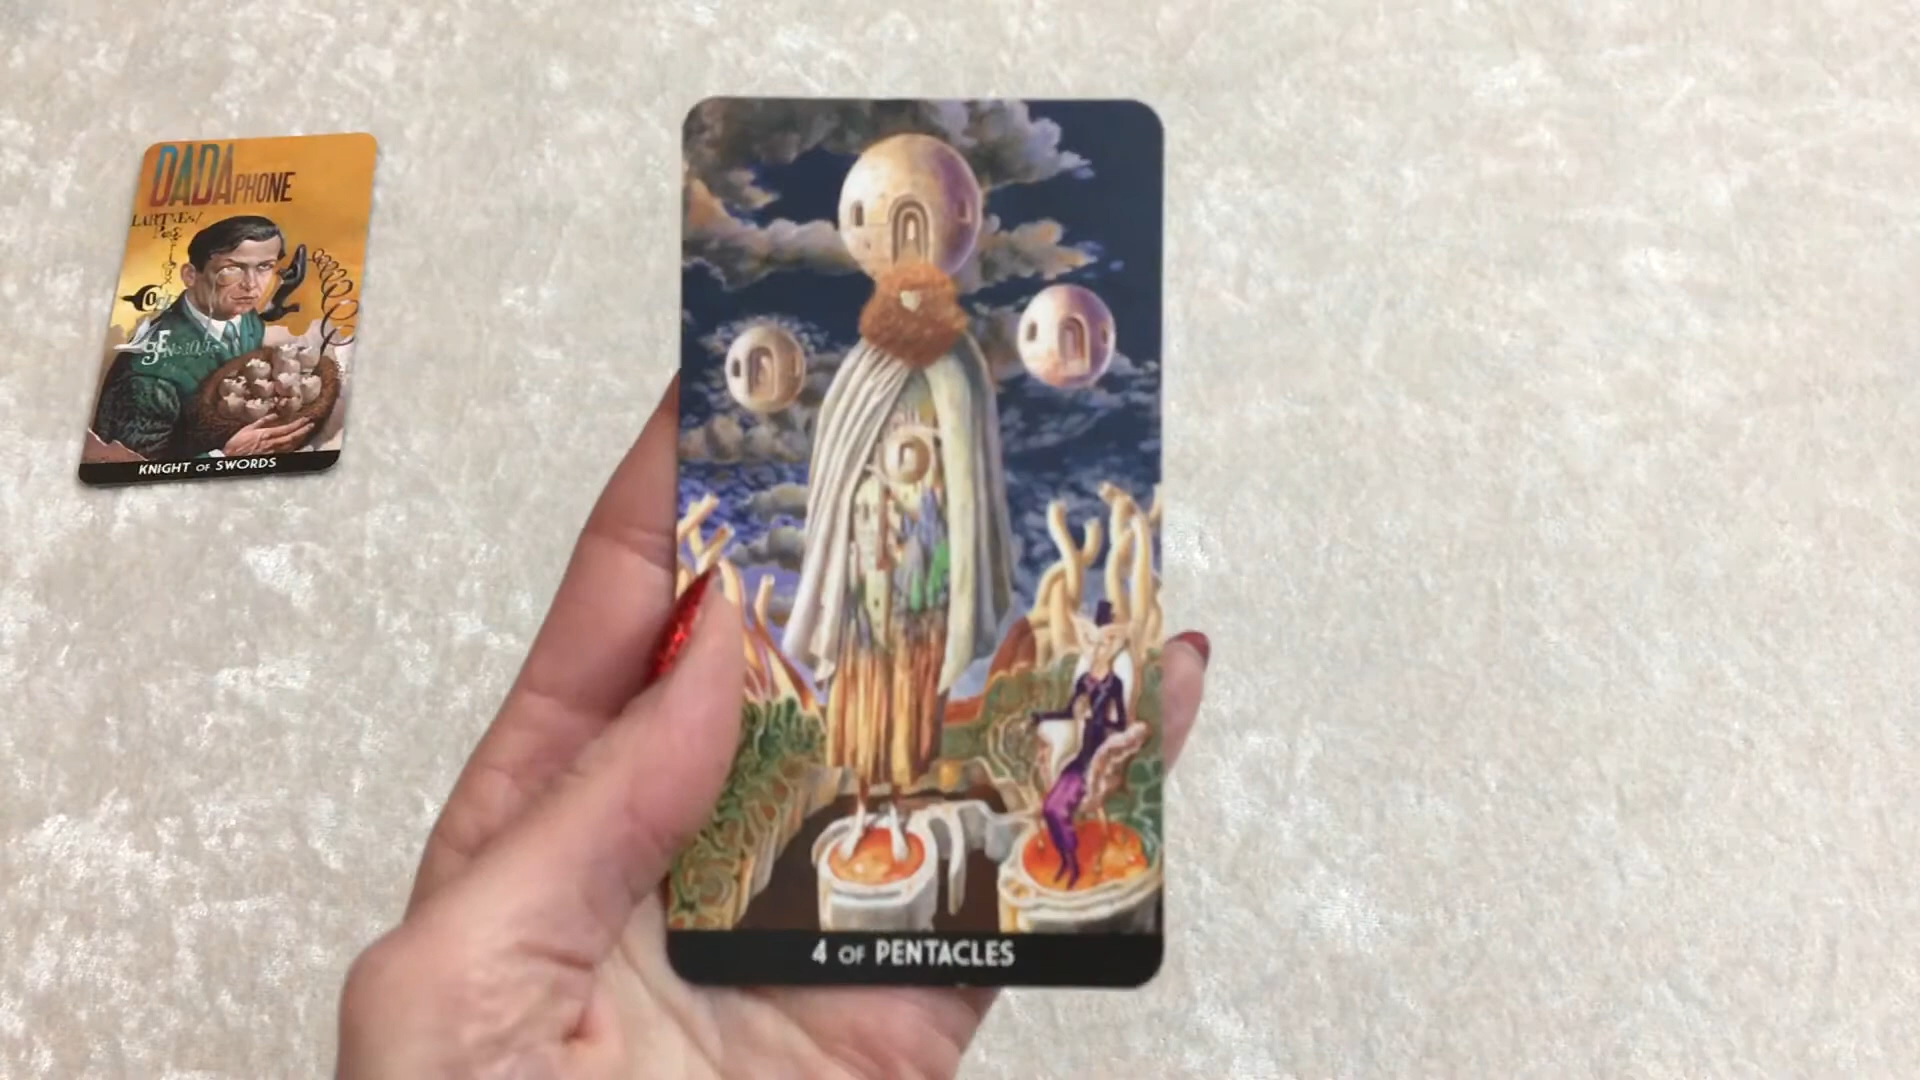 DADAPHONE
KNIGHT OF SWORDS
4 OF PENTACLES